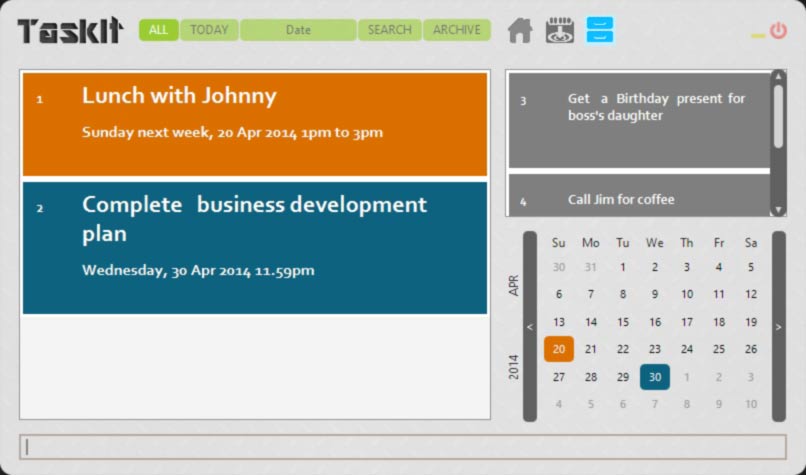 TaskIt
ALL TODAY Date SEARCH ARCHIVE
1 Lunch with Johnny
Sunday next week, 20 Apr 2014 1pm to 3pm
2 Complete business development
plan
Wednesday, 30 Apr 2014 11.59pm
3 Get a Birthday present for
boss's daughter
4 Call Jim for coffee
APR
2014
<
>
Su Mo Tu We Th Fr Sa
30 31 1 2 3 4 5
6 7 8 9 10 11 12
13 14 15 16 17 18 19
20 21 22 23 24 25 26
27 28 29 30 1 2 3
4 5 6 7 8 9 10